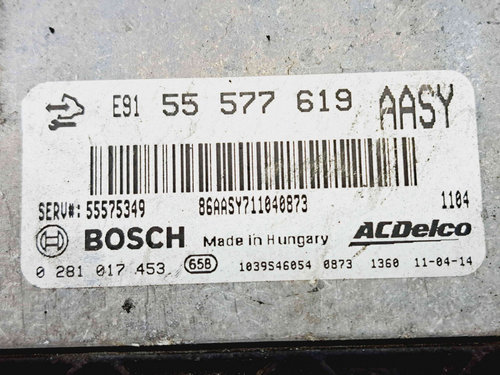 E91 55 577 619 AASY
SERV#: 55575349 86AASY711040873 1104
BOSCH Made in Hungary ACDelco
0 281 017 453 65B 1039S46054 0873 1360 11-04-14